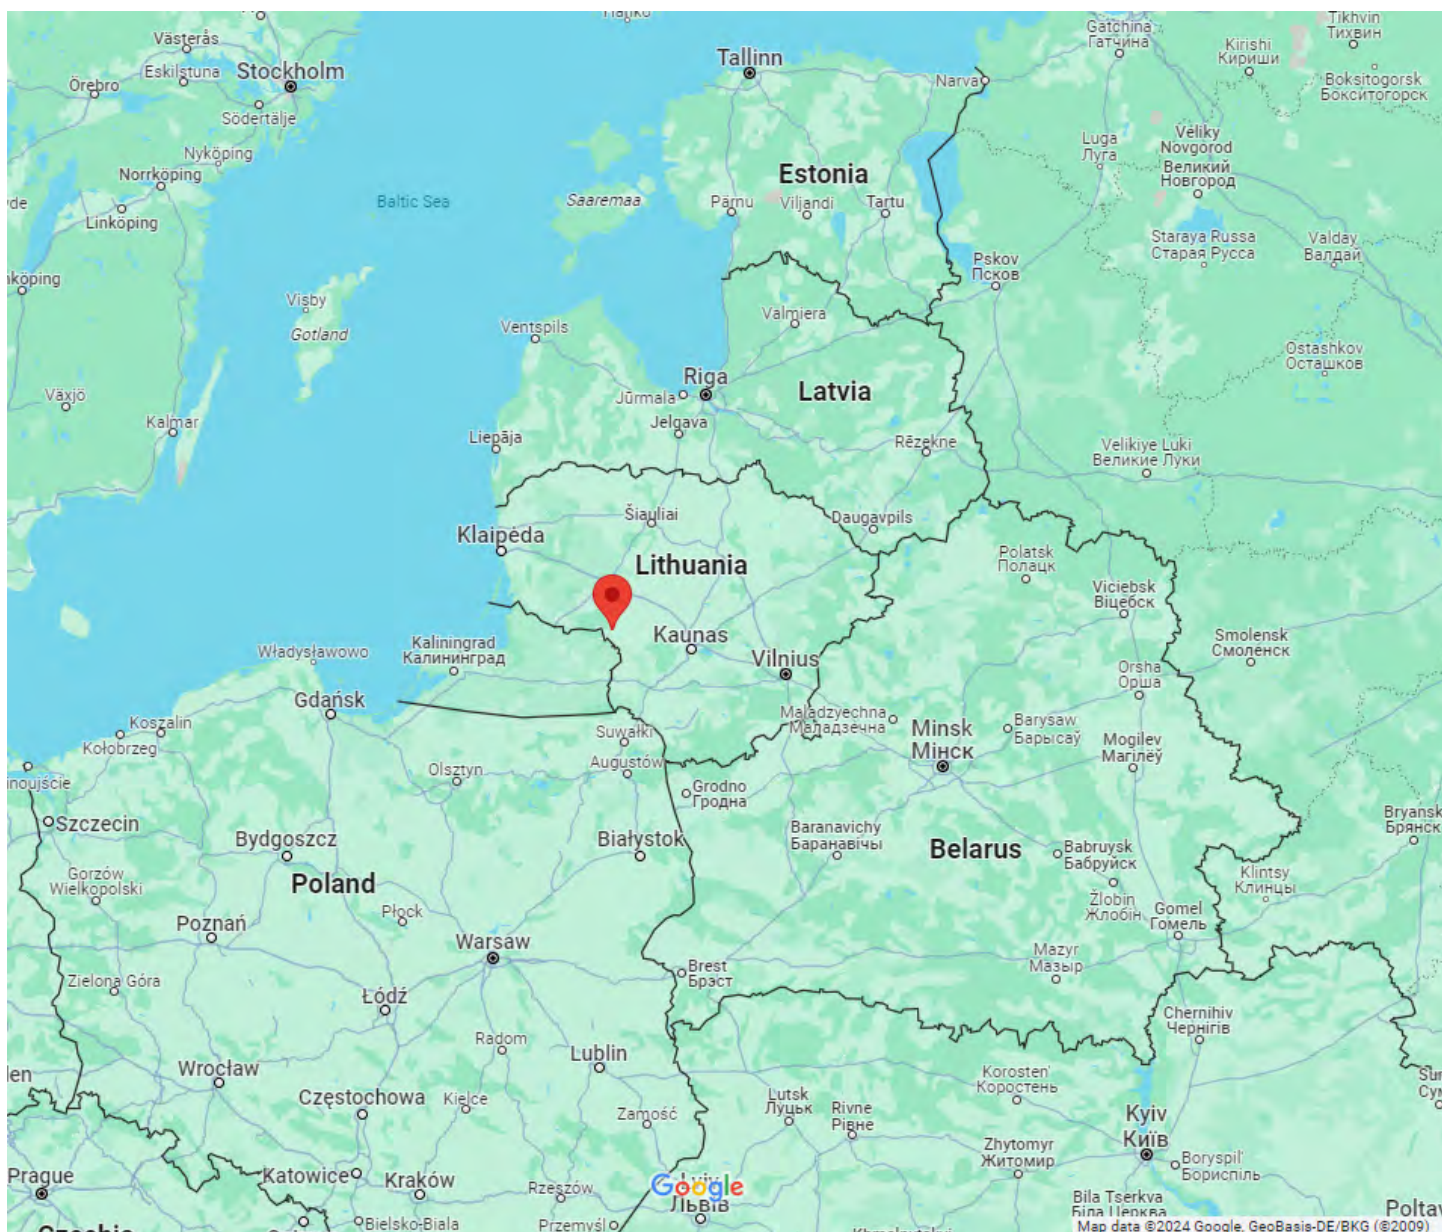 Hanko
Gatchina
Гатчина
Tikhvin
Тихвин
Kirishi
Кириши
Västerås
Tallinn
Eskilstuna
Stockholm
Narva
Boksitogorsk
Бокситогорск
Örebro
Södertälje
Luga
Луга
Veliky
Novgorod
Великий
Новгород
Nyköping
Norrköping
Estonia
Baltic Sea
Saaremaa
Pärnu
Viljandi
Tartu
Linköping
Staraya Russa
Старая Русса
Valday
Валдай
Pskov
Псков
nköping
Visby
Gotland
Ventspils
Valmiera
Ostashkov
Осташков
Riga
Latvia
Växjö
Jūrmala
Kalmar
Jelgava
Liepāja
Rēzekne
Velikiye Luki
Великие Луки
Šiauliai
Daugavpils
Klaipėda
Lithuania
Polatsk
Полацк
Viciebsk
Віцебск
Kaunas
Kaliningrad
Калининград
Smolensk
Смоленск
Władysławowo
Vilnius
Orsha
Орша
Gdańsk
Koszalin
Maladzyechna
Маладзечна
Minsk
Мінск
Barysaw
Барысаў
Kołobrzeg
Suwałki
Mogilev
Магілёў
Olsztyn
Augustów
inoujście
Grodno
Гродна
Szczecin
Bryansk
Брянск
Bydgoszcz
Białystok
Baranavichy
Баранавічы
Belarus
Babruysk
Бабруйск
Gorzów
Wielkopolski
Poland
Klintsy
Клинцы
Žlobin
Жлобін
Płock
Gomel
Гомель
Poznań
Warsaw
Mazyr
Мазыр
Brest
Брэст
Zielona Góra
Łódź
Chernihiv
Чернігів
Radom
Lublin
Korosten'
Коростень
Wrocław
Częstochowa
Kielce
Lutsk
Луцьк
Rivne
Рівне
Zamość
Kyiv
Київ
Zhytomyr
Житомир
Prague
Katowice
Kraków
Rzeszów
Boryspil'
Бориспіль
Google
Львів
Bila Tserkva
Біла Церква
Poltav
Czechia
Bielsko-Biala
Przemyśl
Map data ©2024 Google, GeoBasis-DE/BKG (©2009)